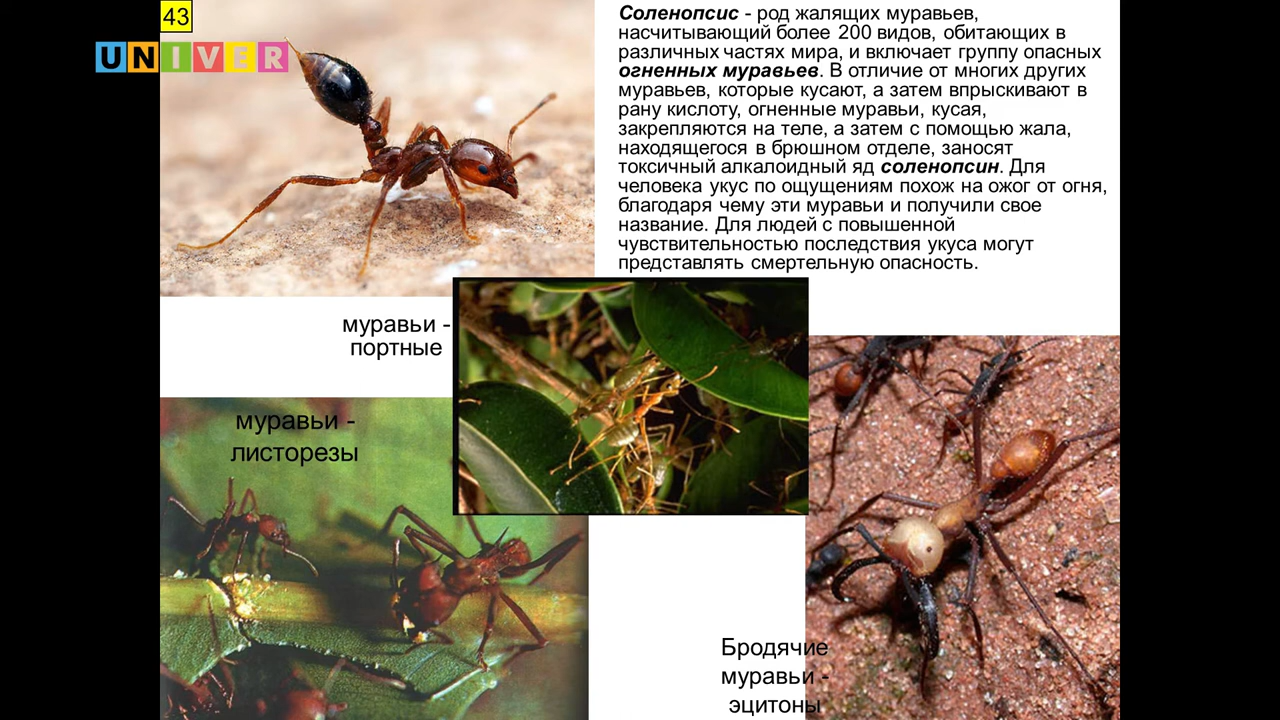 43
UNIVER
Соленопсис - род жалящих муравьев,
насчитывающий более 200 видов, обитающих в
различных частях мира, и включает группу опасных
огненных муравьев. В отличие от многих других
муравьев, которые кусают, а затем впрыскивают в
рану кислоту, огненные муравьи, кусая,
закрепляются на теле, а затем с помощью жала,
находящегося в брюшном отделе, заносят
токсичный алкалоидный яд соленопсин. Для
человека укус по ощущениям похож на ожог от огня,
благодаря чему эти муравьи и получили свое
название. Для людей с повышенной
чувствительностью последствия укуса могут
представлять смертельную опасность.
муравьи -
портные
муравьи -
листорезы
Бродячие
муравьи -
эцитоны